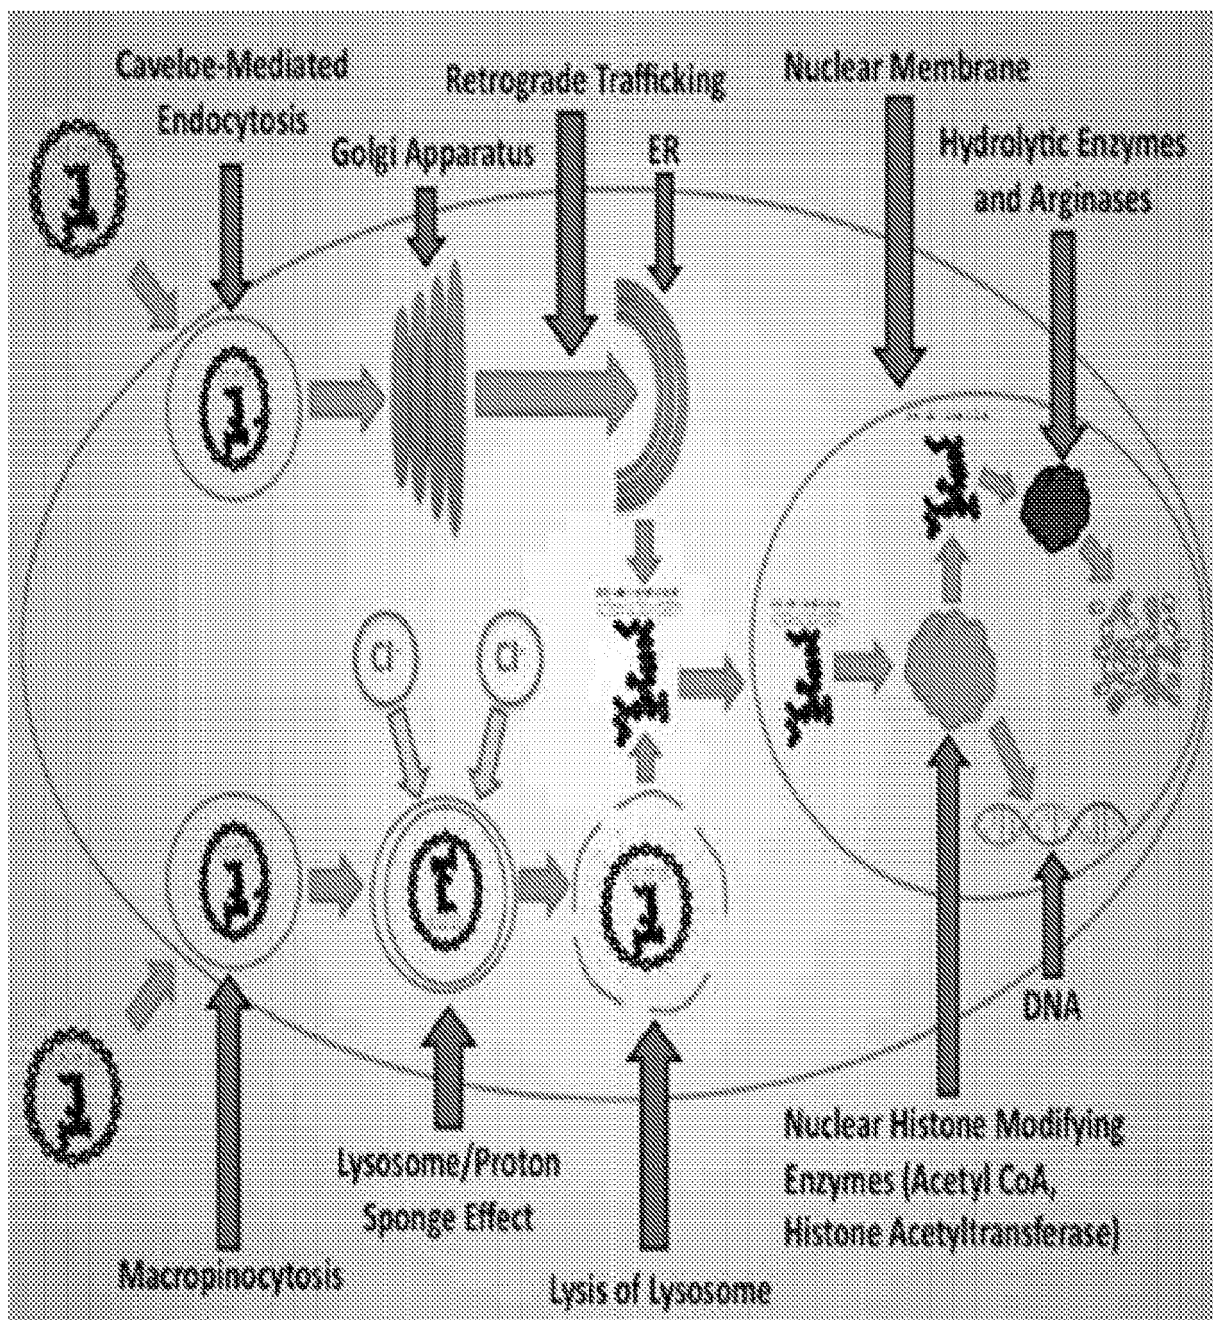 Caveloe-Mediated
Endocytosis
Retrograde Trafficking
Nuclear Membrane
Golgi Apparatus
ER
Hydrolytic Enzymes
and Arginases
Cl-
Cl-
DNA
Nuclear Histone Modifying
Enzymes (Acetyl CoA,
Histone Acetyltransferase)
Lysosome/Proton
Sponge Effect
Macropinocytosis
Lysis of Lysosome